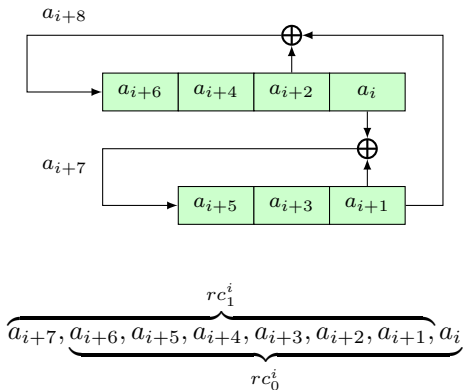 a_{i+8}
⊕
a_{i+6} a_{i+4} a_{i+2} a_i
⊕
a_{i+7}
a_{i+5} a_{i+3} a_{i+1}
rc_1^i
a_{i+7}, a_{i+6}, a_{i+5}, a_{i+4}, a_{i+3}, a_{i+2}, a_{i+1}, a_i
rc_0^i